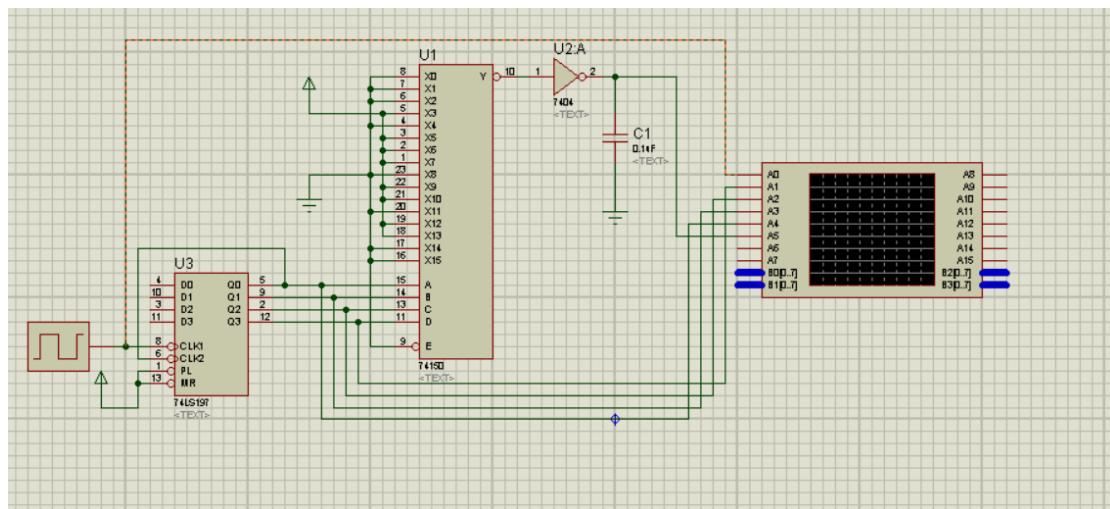 U1
8 X0
7 X1
6 X2
5 X3
4 X4
3 X5
2 X6
1 X7
23 X8
22 X9
21 X10
20 X11
19 X12
18 X13
17 X14
16 X15
15 A
14 B
13 C
11 D
9 E
Y 10
74150
<TEXT>
U2:A
1 2
7404
<TEXT>
C1
<TEXT>
U3
4 D0 Q0 5
10 D1 Q1 9
3 D2 Q2 2
11 D3 Q3 12
8 CLK1
6 CLK2
1 PL
13 MR
74LS197
<TEXT>
A0 A8
A1 A9
A2 A10
A3 A11
A4 A12
A5 A13
A6 A14
A7 A15
B0[0..7] B2[0..7]
B1[0..7] B3[0..7]